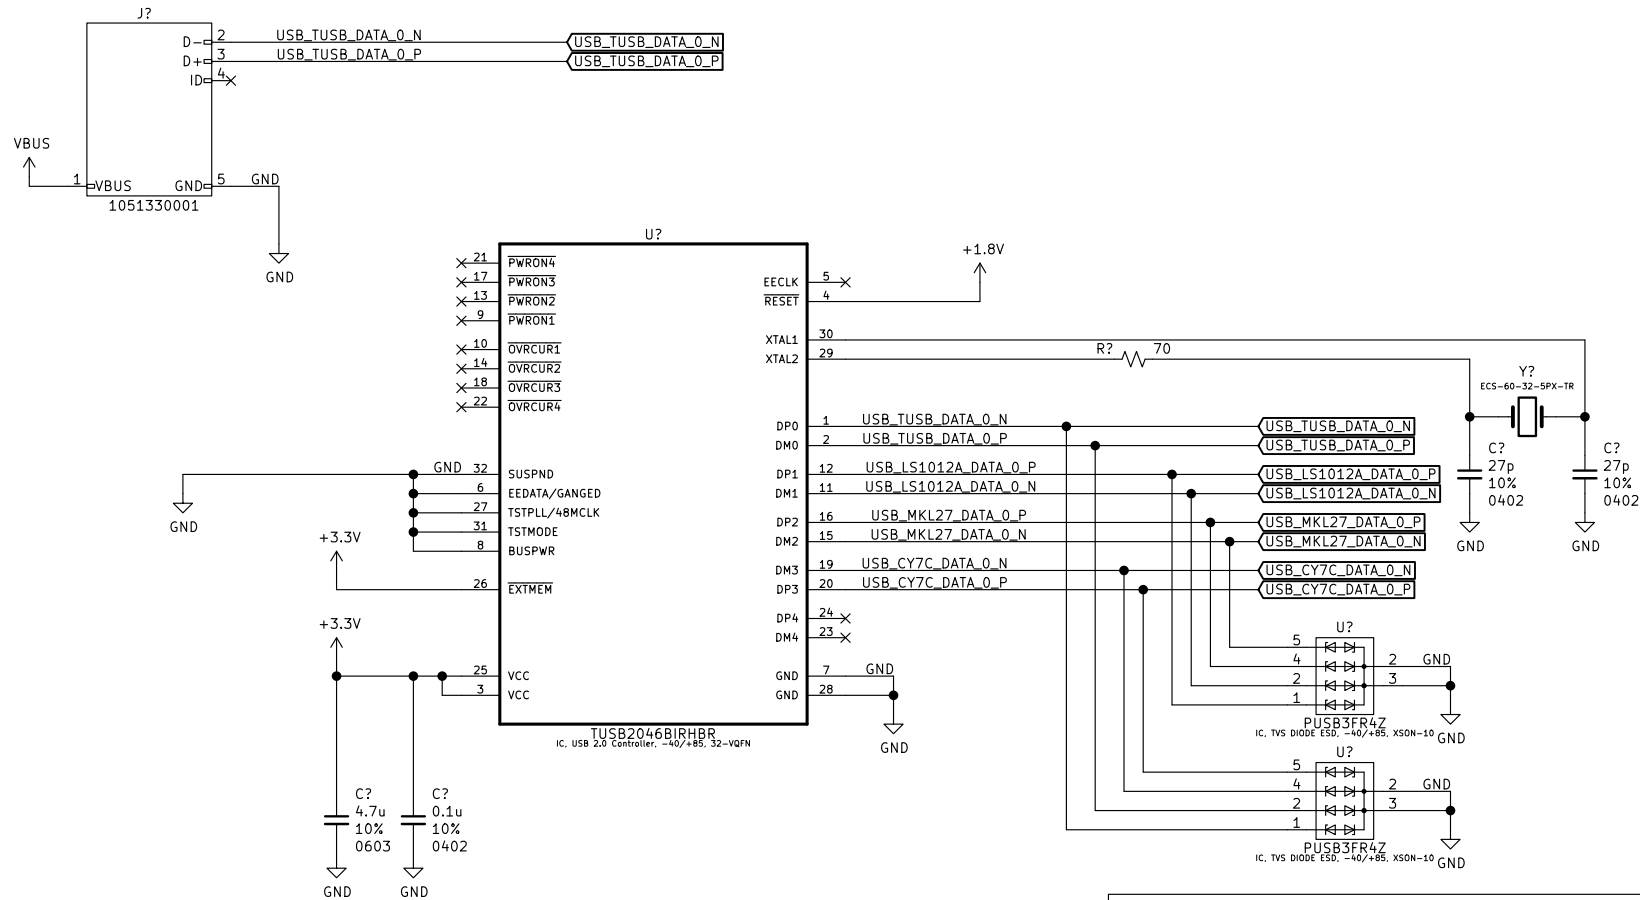 J?
D- 2 USB_TUSB_DATA_0_N USB_TUSB_DATA_0_N
D+ 3 USB_TUSB_DATA_0_P USB_TUSB_DATA_0_P
ID 4
VBUS
1 VBUS GND 5 GND
1051330001
GND
U?
+1.8V
21 PWRON4
17 PWRON3
13 PWRON2
9 PWRON1
10 OVRCUR1
14 OVRCUR2
18 OVRCUR3
22 OVRCUR4
GND 32 SUSPND
6 EEDATA/GANGED
27 TSTPLL/48MCLK
31 TSTMODE
8 BUSPWR
GND
+3.3V
26 EXTMEM
+3.3V
25 VCC
3 VCC
EECLK 5
RESET 4
XTAL1 30
XTAL2 29
R? 70
DP0 1 USB_TUSB_DATA_0_N USB_TUSB_DATA_0_N
DM0 2 USB_TUSB_DATA_0_P USB_TUSB_DATA_0_P
DP1 12 USB_LS1012A_DATA_0_P USB_LS1012A_DATA_0_P
DM1 11 USB_LS1012A_DATA_0_N USB_LS1012A_DATA_0_N
DP2 16 USB_MKL27_DATA_0_P USB_MKL27_DATA_0_P
DM2 15 USB_MKL27_DATA_0_N USB_MKL27_DATA_0_N
DM3 19 USB_CY7C_DATA_0_N USB_CY7C_DATA_0_N
DP3 20 USB_CY7C_DATA_0_P USB_CY7C_DATA_0_P
DP4 24
DM4 23
GND 7 GND
GND 28
GND
TUSB2046BIRHBR
IC, USB 2.0 Controller, -40/+85, 32-VQFN
Y?
ECS-60-32-5PX-TR
C?
27p
10%
0402
GND
C?
27p
10%
0402
GND
U?
5
4 2 GND
2 3
1
PUSB3FR4Z
IC, TVS DIODE ESD, -40/+85, XSON-10
GND
U?
5
4 2 GND
2 3
1
PUSB3FR4Z
IC, TVS DIODE ESD, -40/+85, XSON-10
GND
C?
4.7u
10%
0603
GND
C?
0.1u
10%
0402
GND